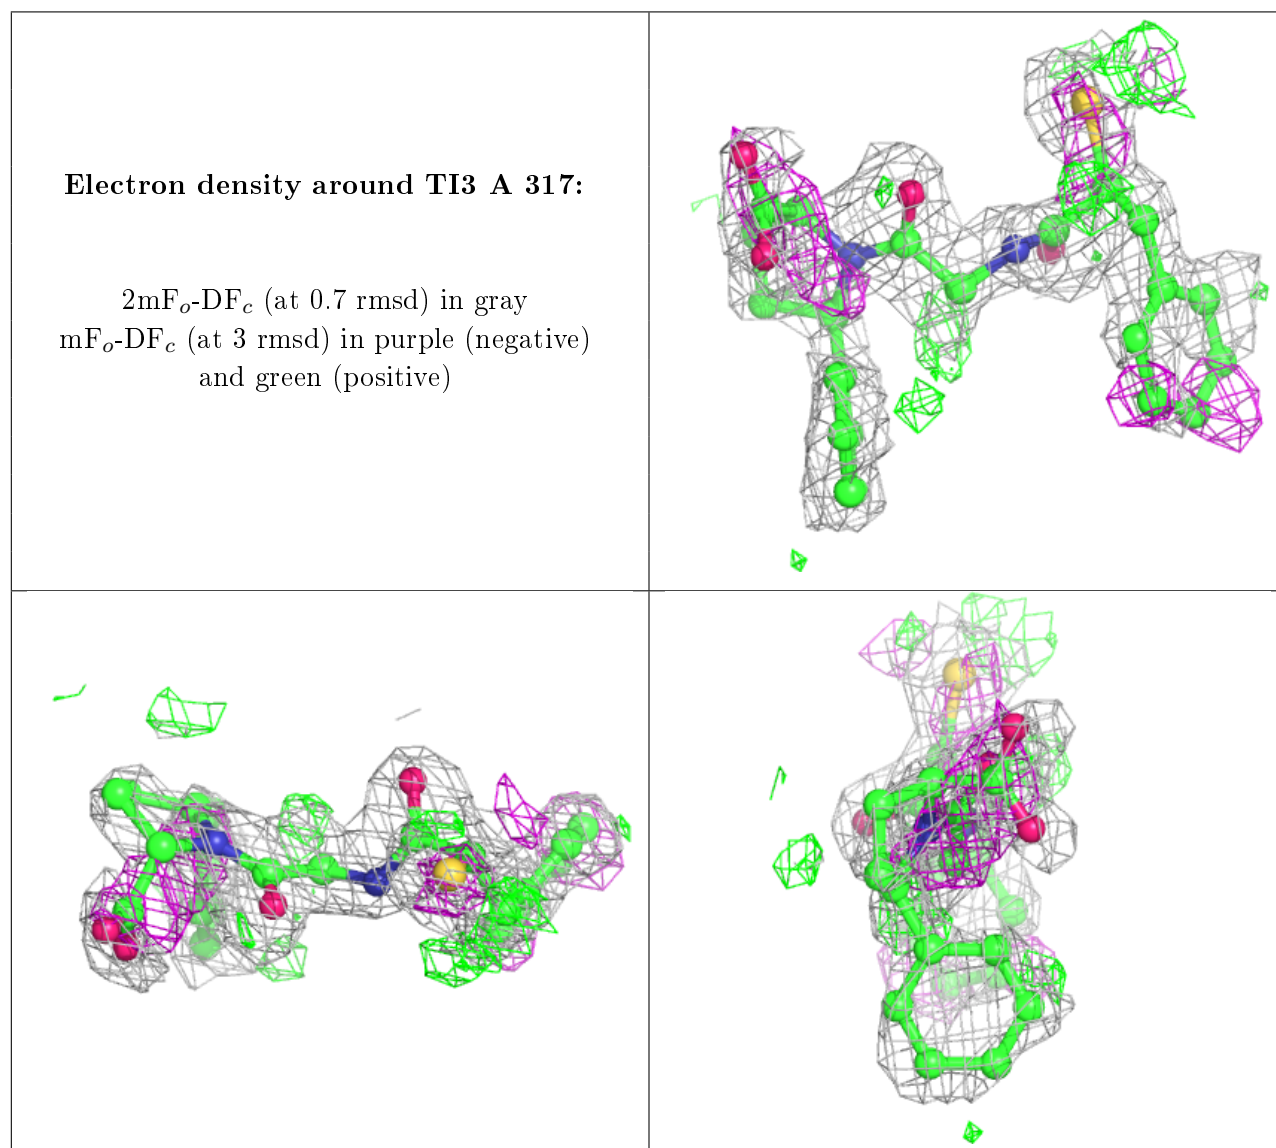 Electron density around TI3 A 317:
2mFo-DFc (at 0.7 rmsd) in gray
mFo-DFc (at 3 rmsd) in purple (negative)
and green (positive)